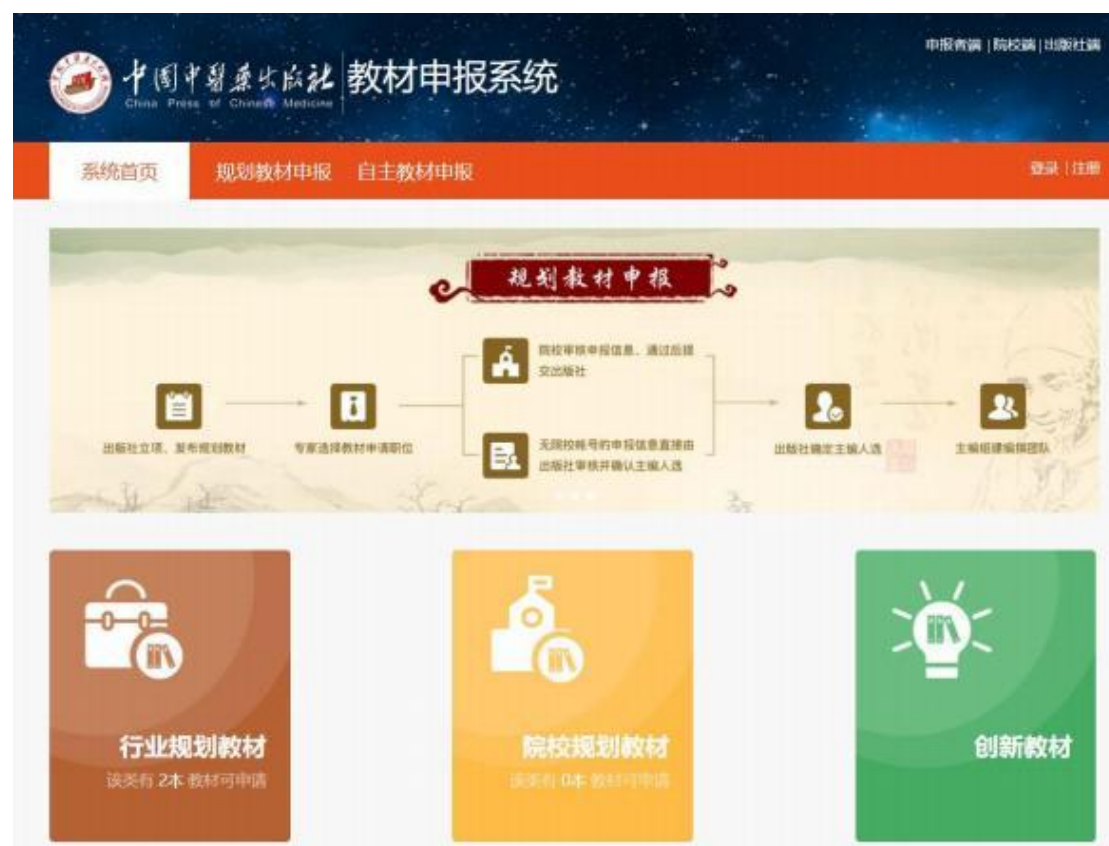 申报者端 | 院校端 | 出版社端
中国中医药出版社 教材申报系统
China Press of Chinese Medicine
系统首页 规划教材申报 自主教材申报 登录 | 注册
规划教材申报
院校审核申报信息、通过后提
交出版社
出版社立项、发布规划教材 专家选择教材申请职位 出版社确定主编人选 主编组建编撰团队
无院校帐号的申报信息直接由
出版社审核并确认主编人选
行业规划教材 院校规划教材 创新教材
该类有 2本 教材可申请 该类有 0本 教材可申请